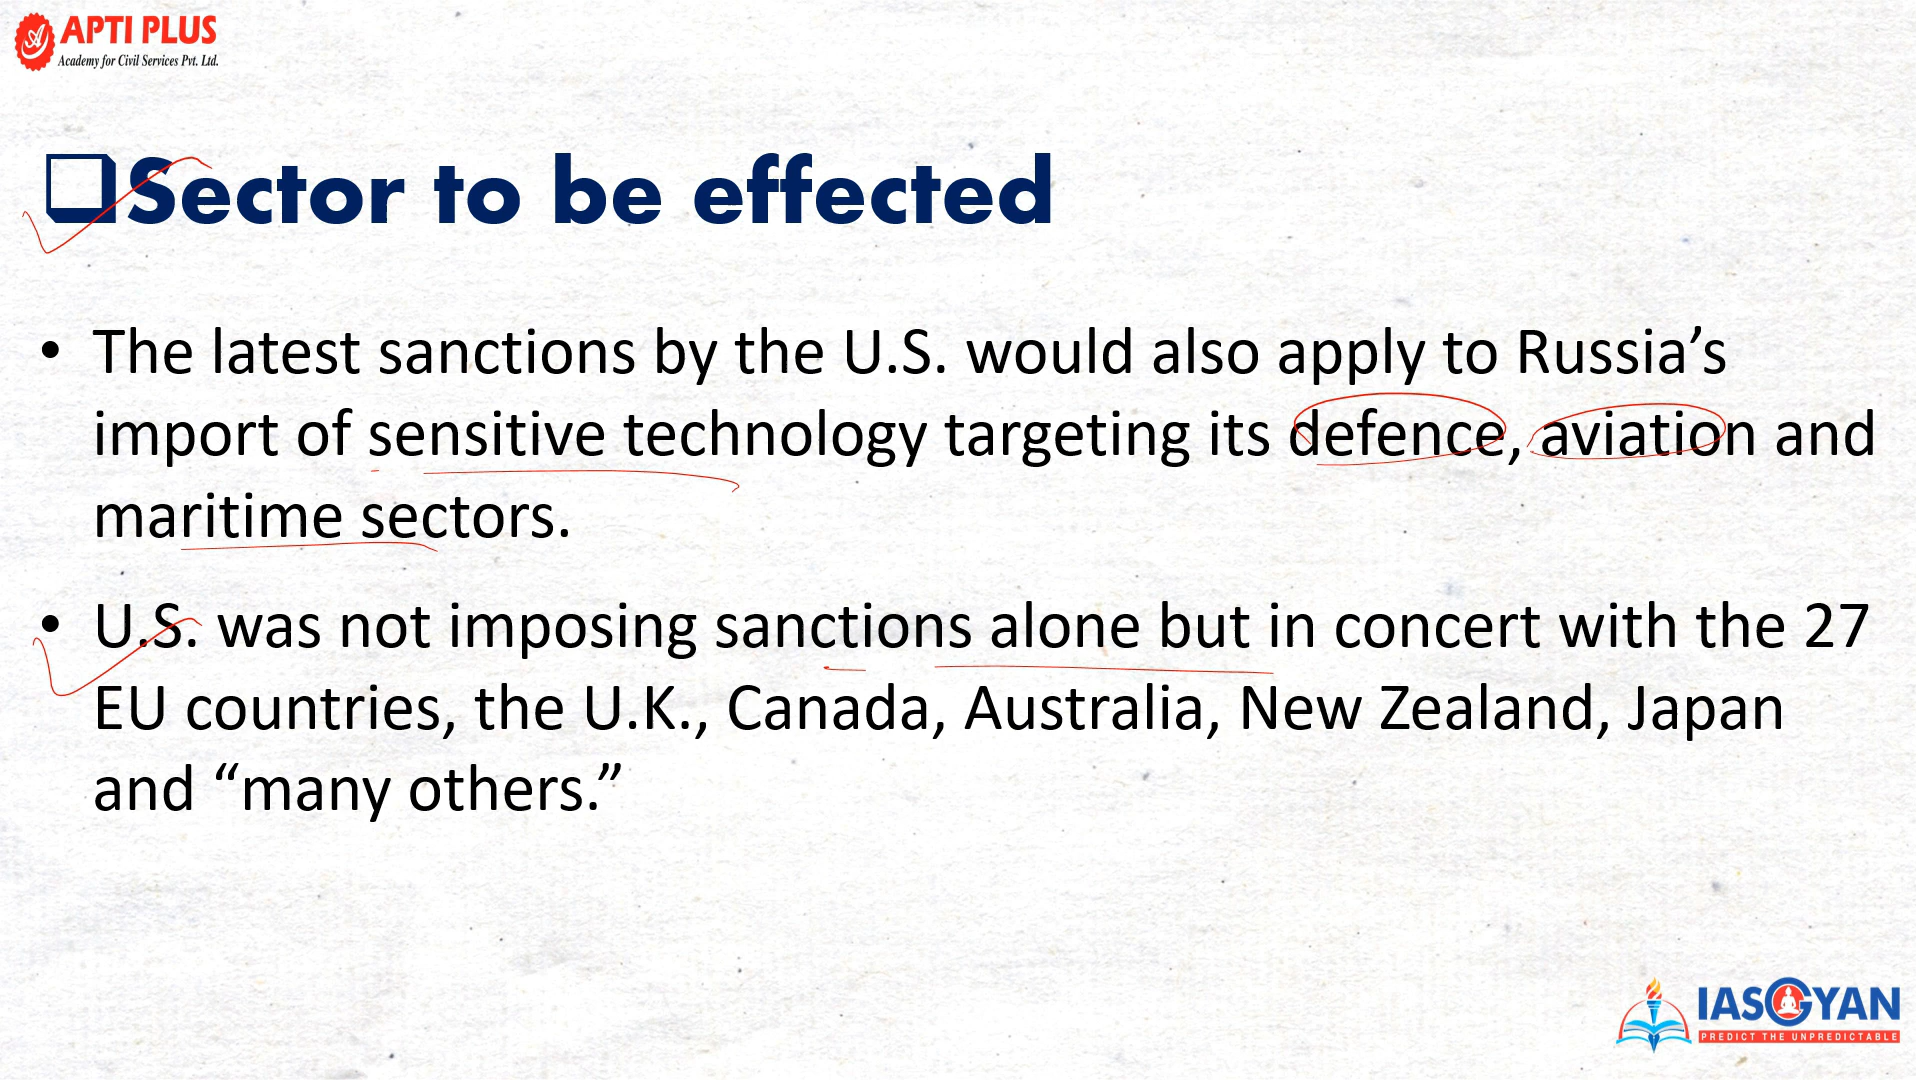 APTI PLUS
Academy for Civil Services Pvt. Ltd.
❑Sector to be effected
• The latest sanctions by the U.S. would also apply to Russia’s
import of sensitive technology targeting its defence, aviation and
maritime sectors.
• U.S. was not imposing sanctions alone but in concert with the 27
EU countries, the U.K., Canada, Australia, New Zealand, Japan
and “many others.”
IASGYAN
PREDICT THE UNPREDICTABLE